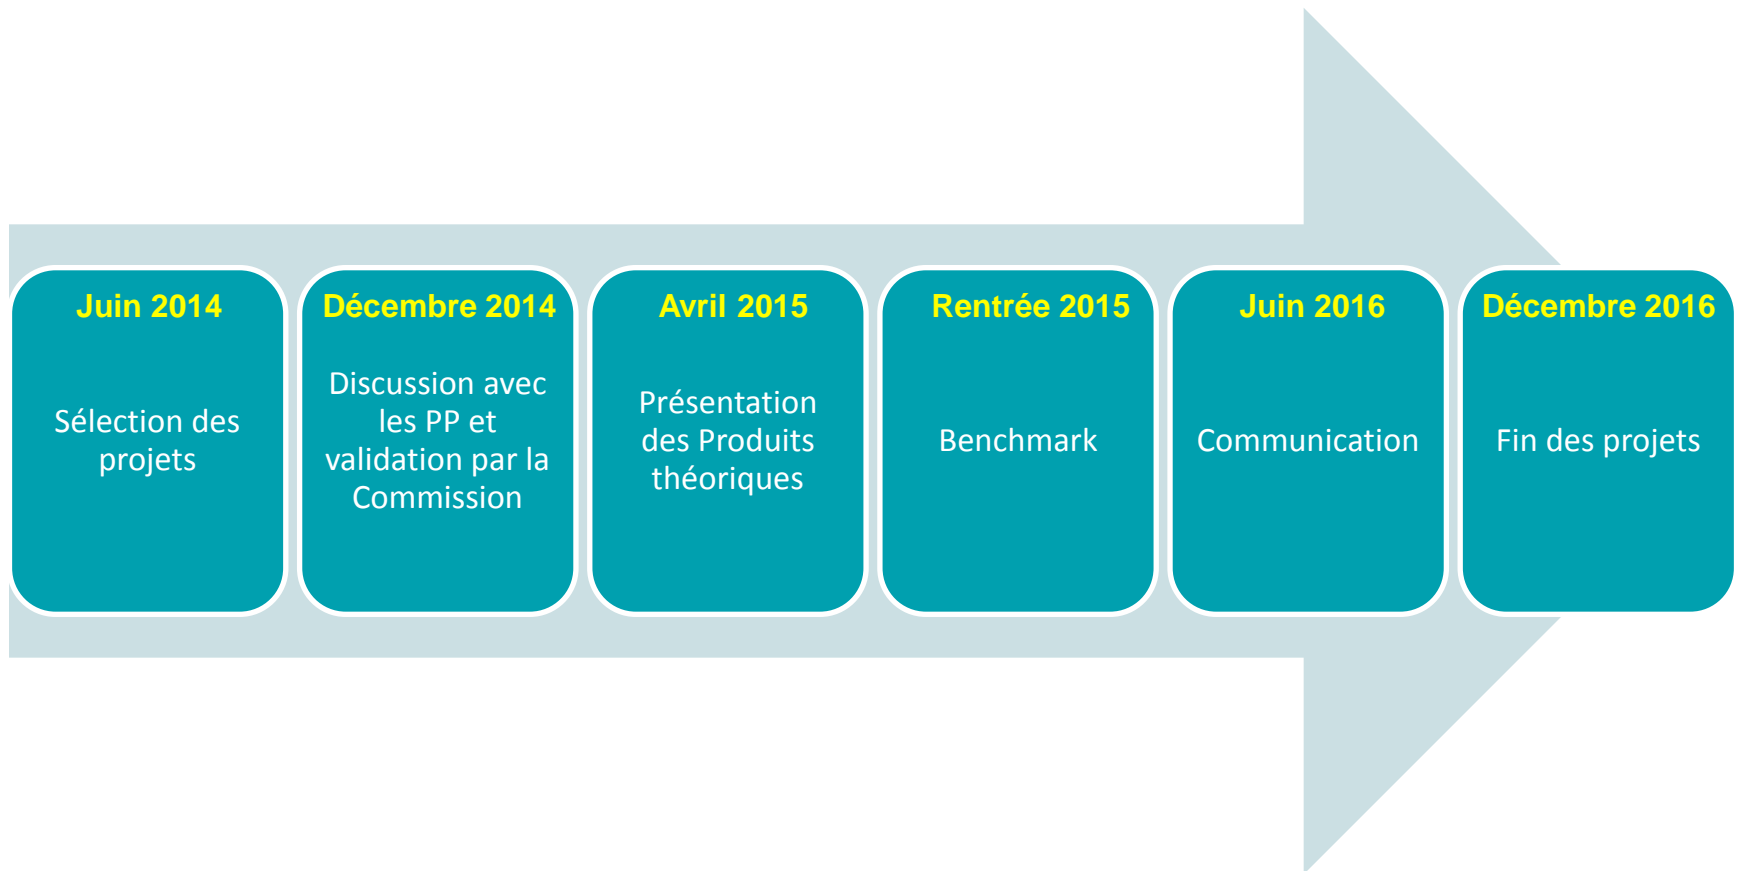 Juin 2014
Sélection des
projets
Décembre 2014
Discussion avec
les PP et
validation par la
Commission
Avril 2015
Présentation
des Produits
théoriques
Rentrée 2015
Benchmark
Juin 2016
Communication
Décembre 2016
Fin des projets